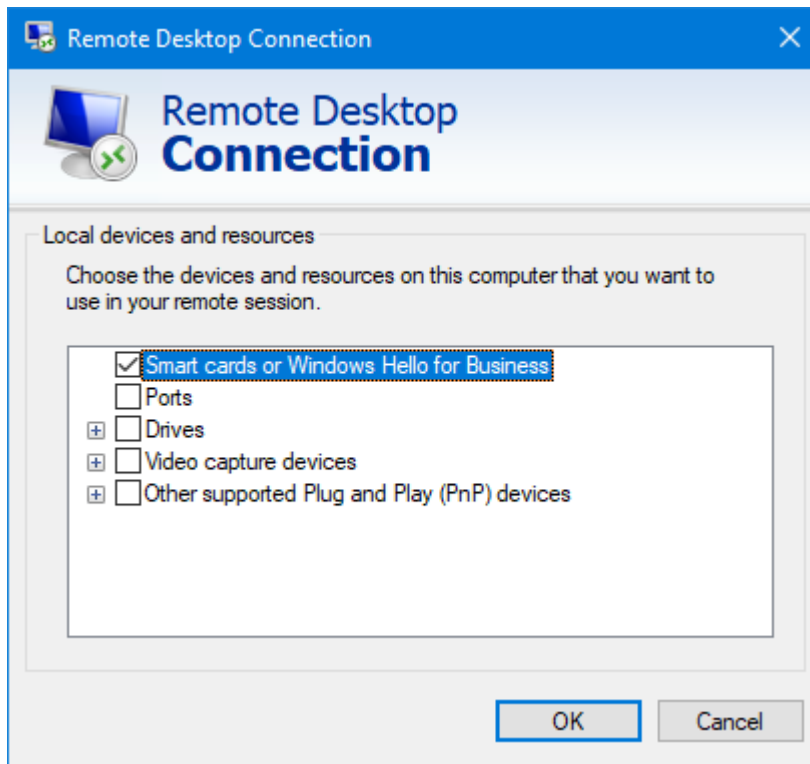 Remote Desktop Connection
Remote Desktop
Connection
Local devices and resources
Choose the devices and resources on this computer that you want to
use in your remote session.
Smart cards or Windows Hello for Business
Ports
Drives
Video capture devices
Other supported Plug and Play (PnP) devices
OK
Cancel